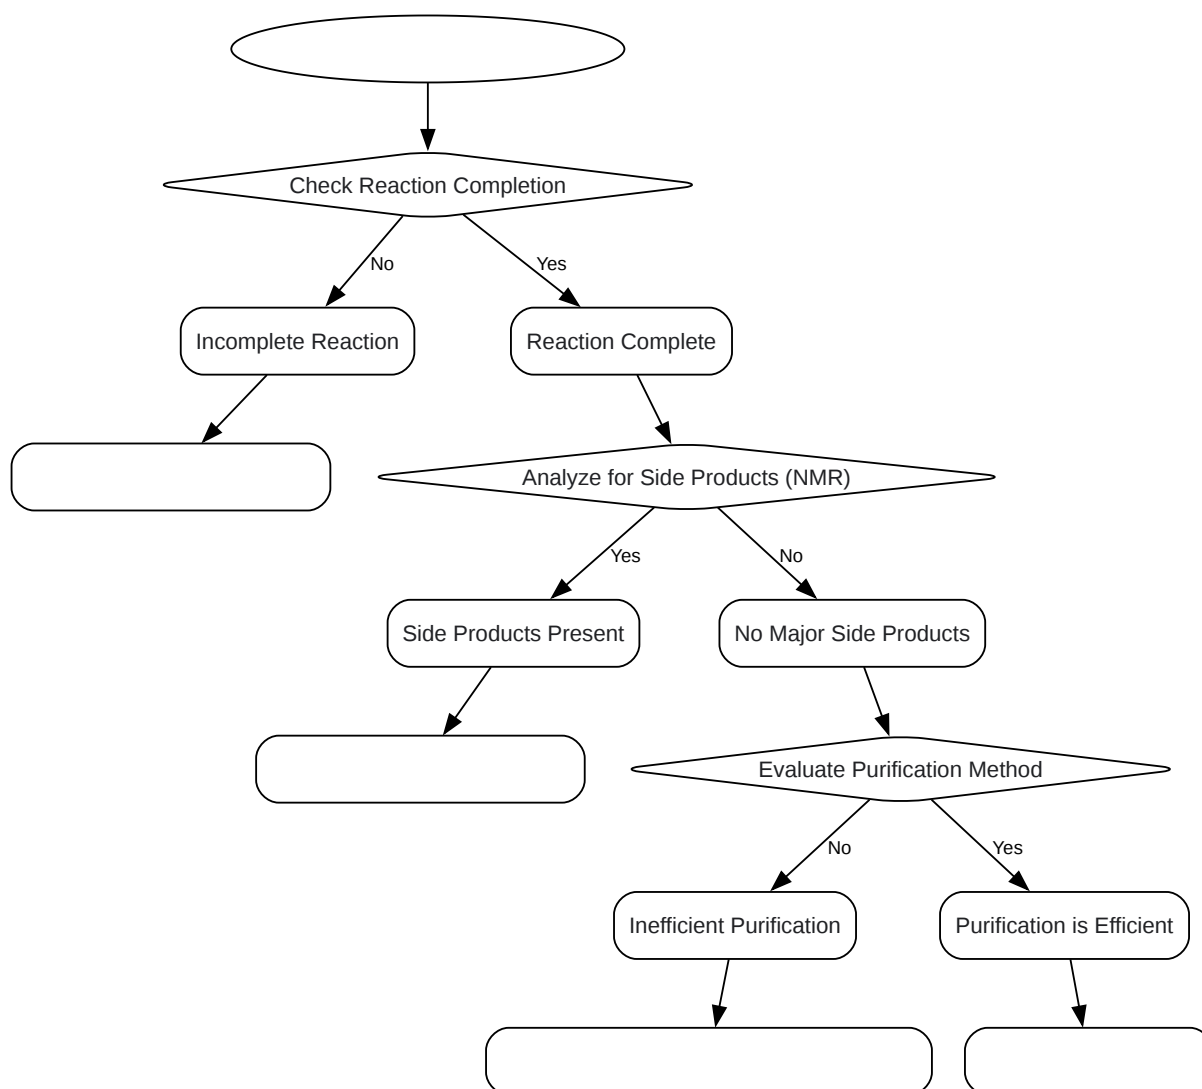 Check Reaction Completion
No
Yes
Incomplete Reaction
Reaction Complete
Analyze for Side Products (NMR)
Yes
No
Side Products Present
No Major Side Products
Evaluate Purification Method
No
Yes
Inefficient Purification
Purification is Efficient